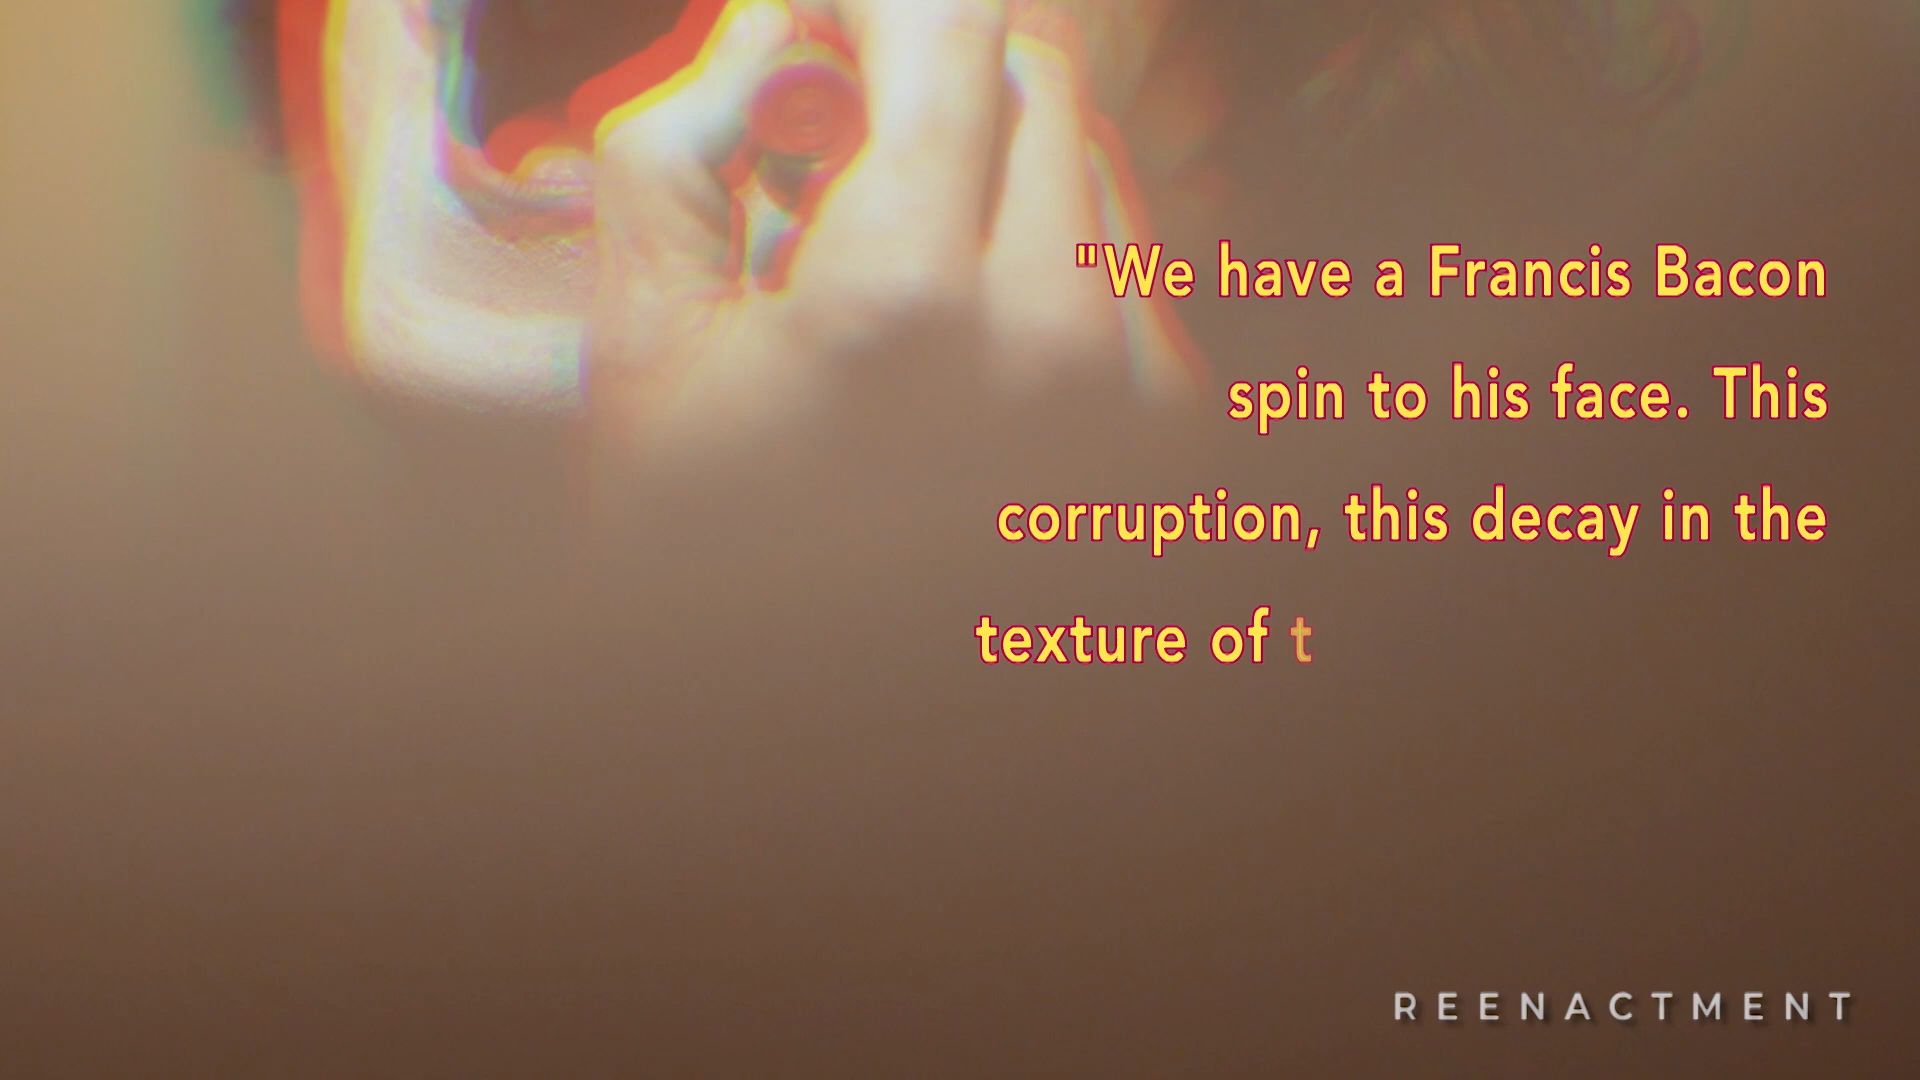 "We have a Francis Bacon
spin to his face. This
corruption, this decay in the
texture of t
REENACTMENT